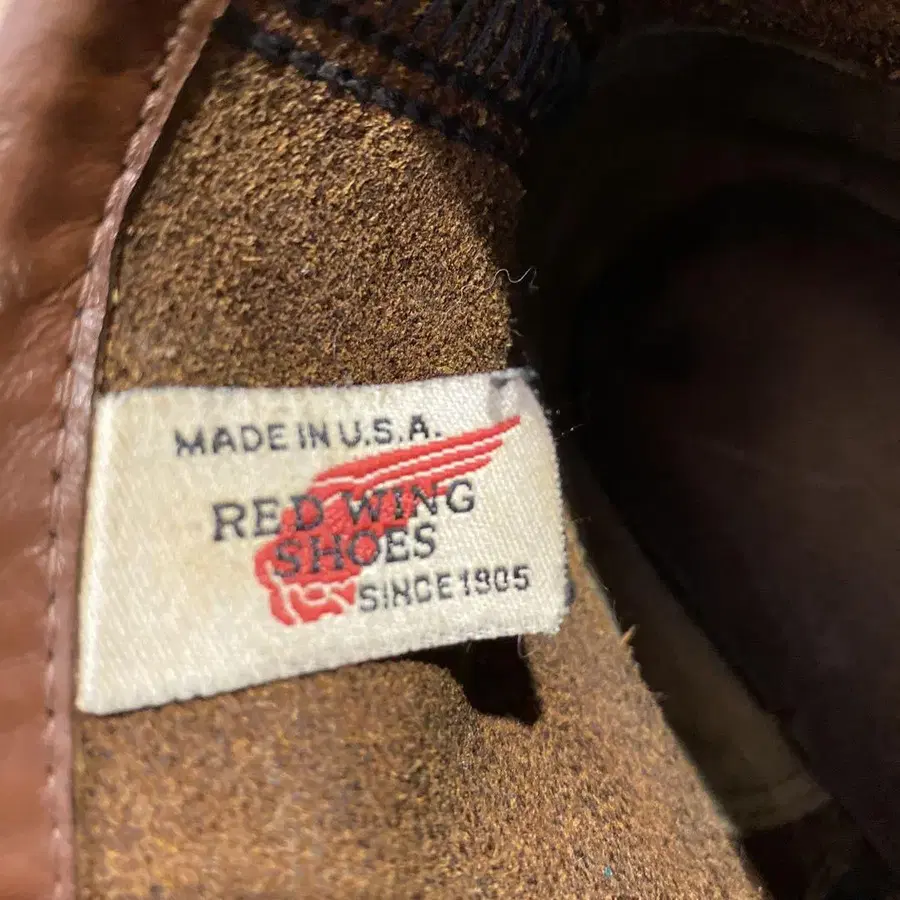 MADE IN U.S.A.
RED WING
SHOES
SINCE 1905